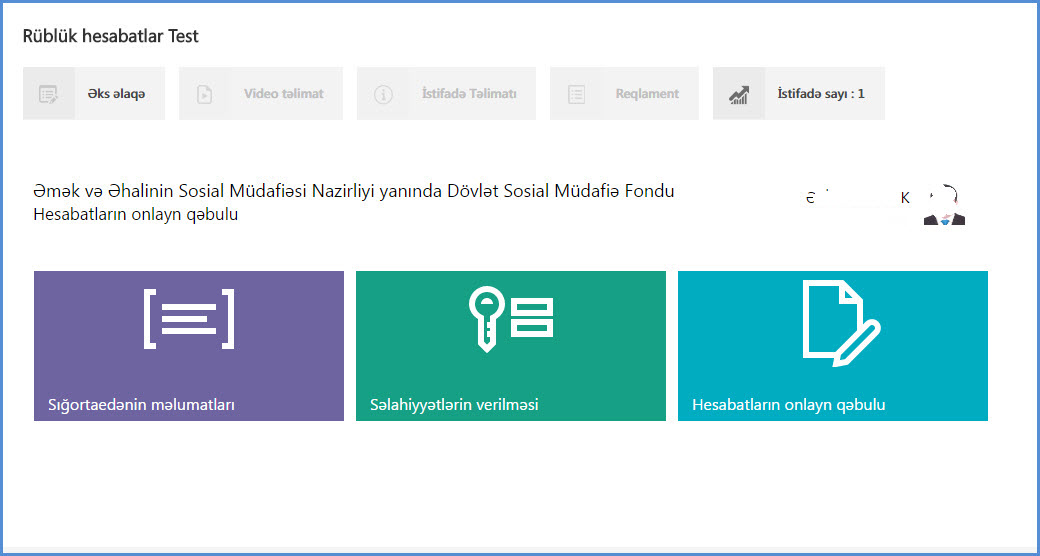 Rüblük hesabatlar Test
Əks əlaqə
Video təlimat
İstifadə Təlimatı
Reqlament
İstifadə sayı : 1
Əmək və Əhalinin Sosial Müdafiəsi Nazirliyi yanında Dövlət Sosial Müdafiə Fondu
Hesabatların onlayn qəbulu
Ə K
Sığortaedənin məlumatları
Səlahiyyətlərin verilməsi
Hesabatların onlayn qəbulu